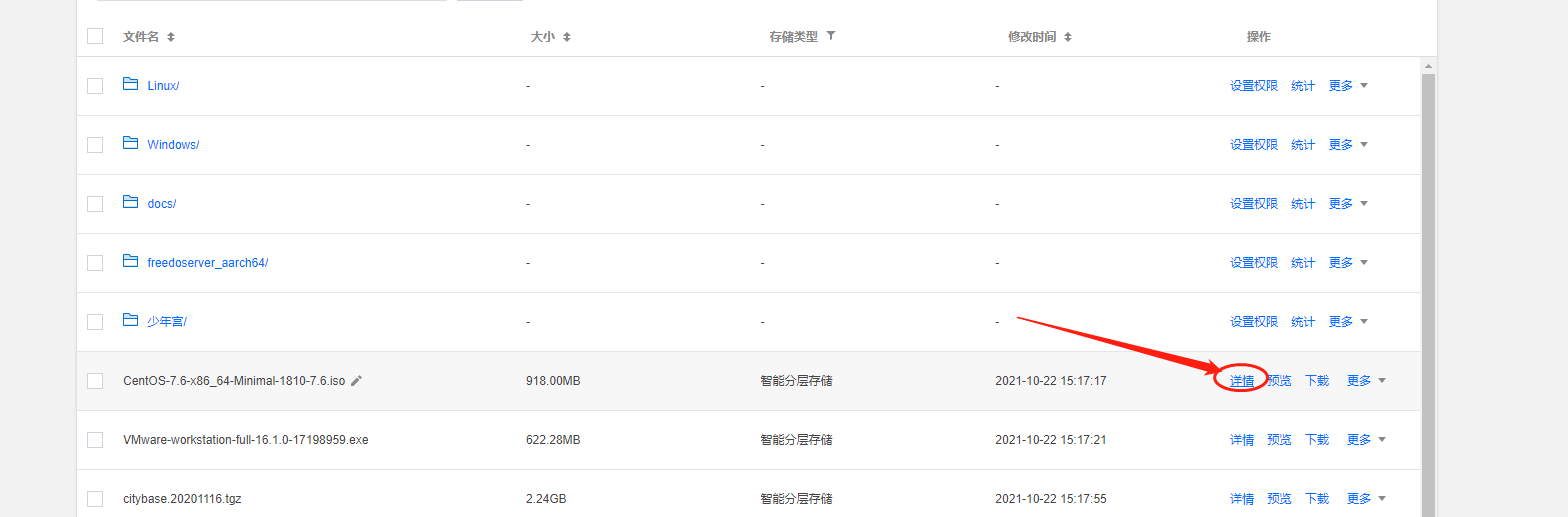 文件名 大小 存储类型 修改时间 操作
Linux/ - - - 设置权限 统计 更多
Windows/ - - - 设置权限 统计 更多
docs/ - - - 设置权限 统计 更多
freedoserver_aarch64/ - - - 设置权限 统计 更多
少年宫/ - - - 设置权限 统计 更多
CentOS-7.6-x86_64-Minimal-1810-7.6.iso 918.00MB 智能分层存储 2021-10-22 15:17:17 详情 预览 下载 更多
VMware-workstation-full-16.1.0-17198959.exe 622.28MB 智能分层存储 2021-10-22 15:17:21 详情 预览 下载 更多
citybase.20201116.tgz 2.24GB 智能分层存储 2021-10-22 15:17:55 详情 预览 下载 更多